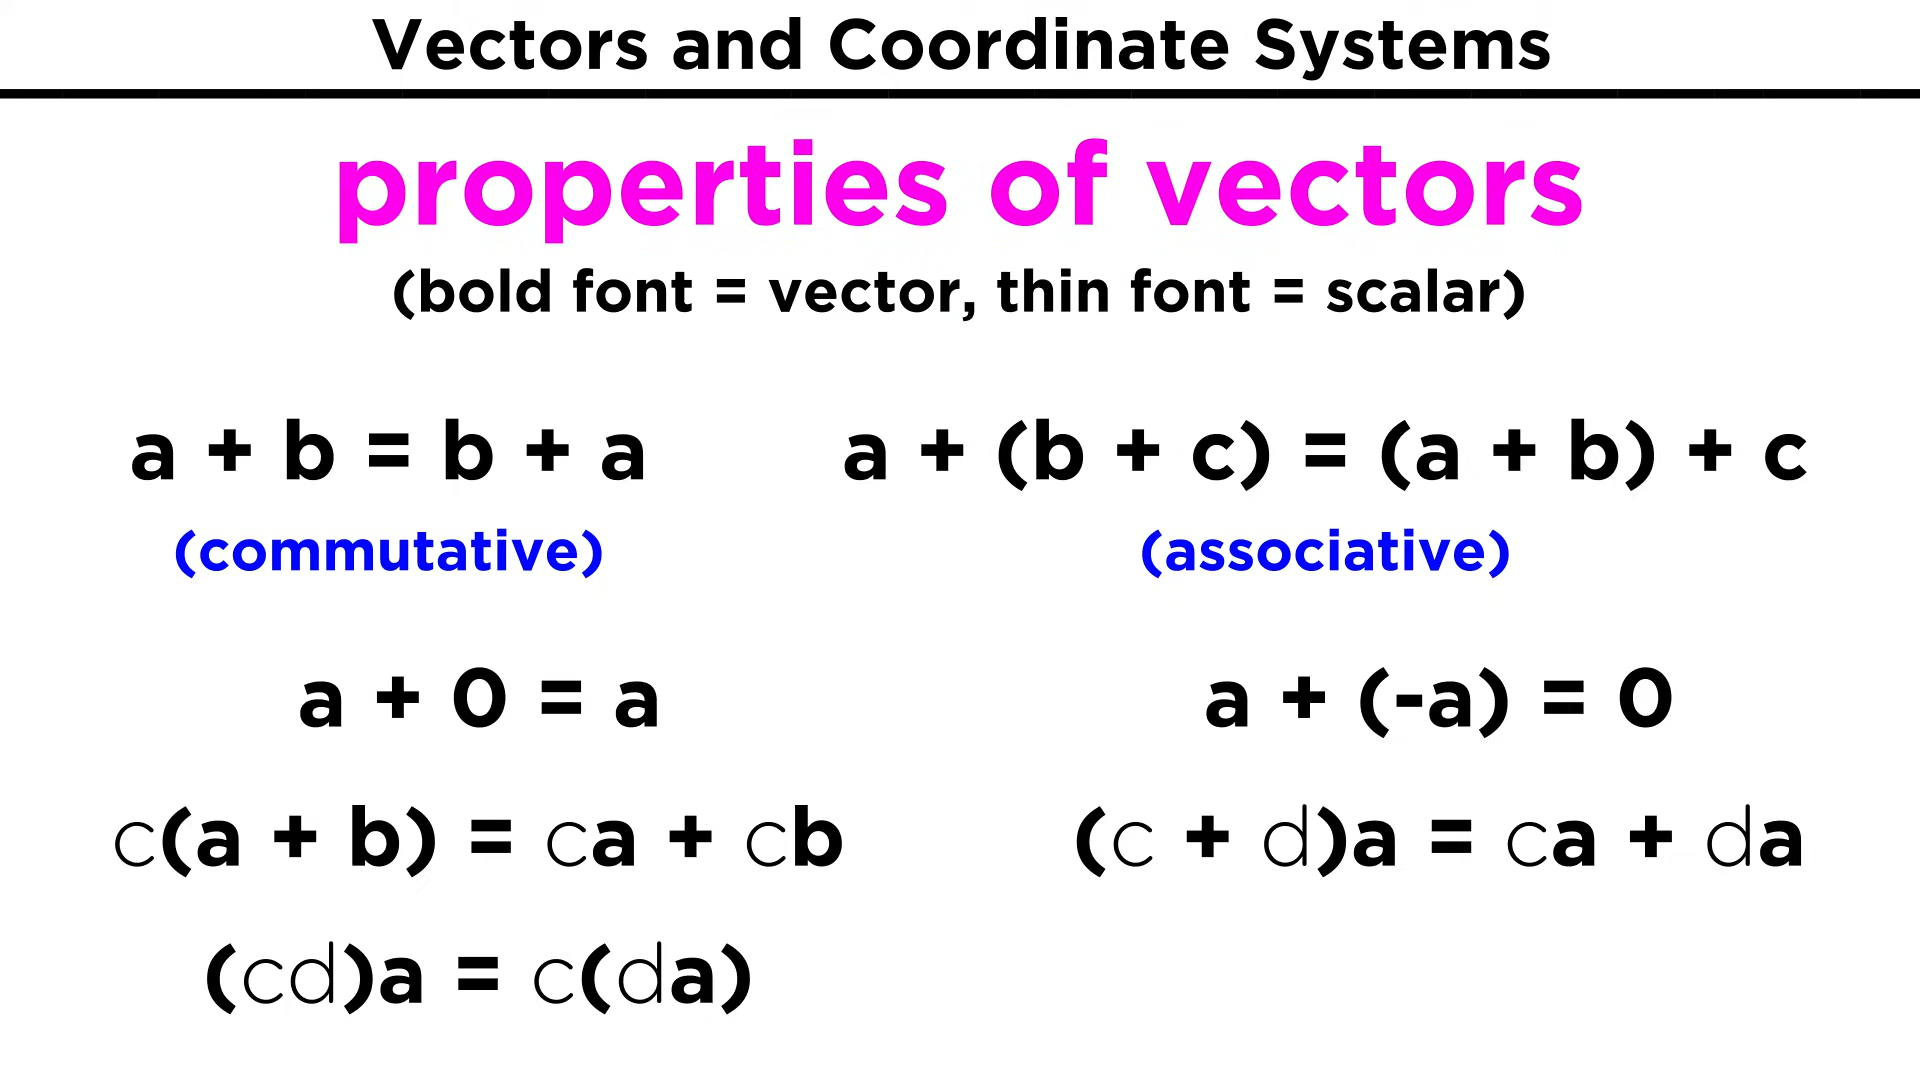 Vectors and Coordinate Systems
properties of vectors
(bold font = vector, thin font = scalar)
a + b = b + a
a + (b + c) = (a + b) + c
(commutative)
(associative)
a + 0 = a
a + (-a) = 0
c(a + b) = ca + cb
(c + d)a = ca + da
(cd)a = c(da)